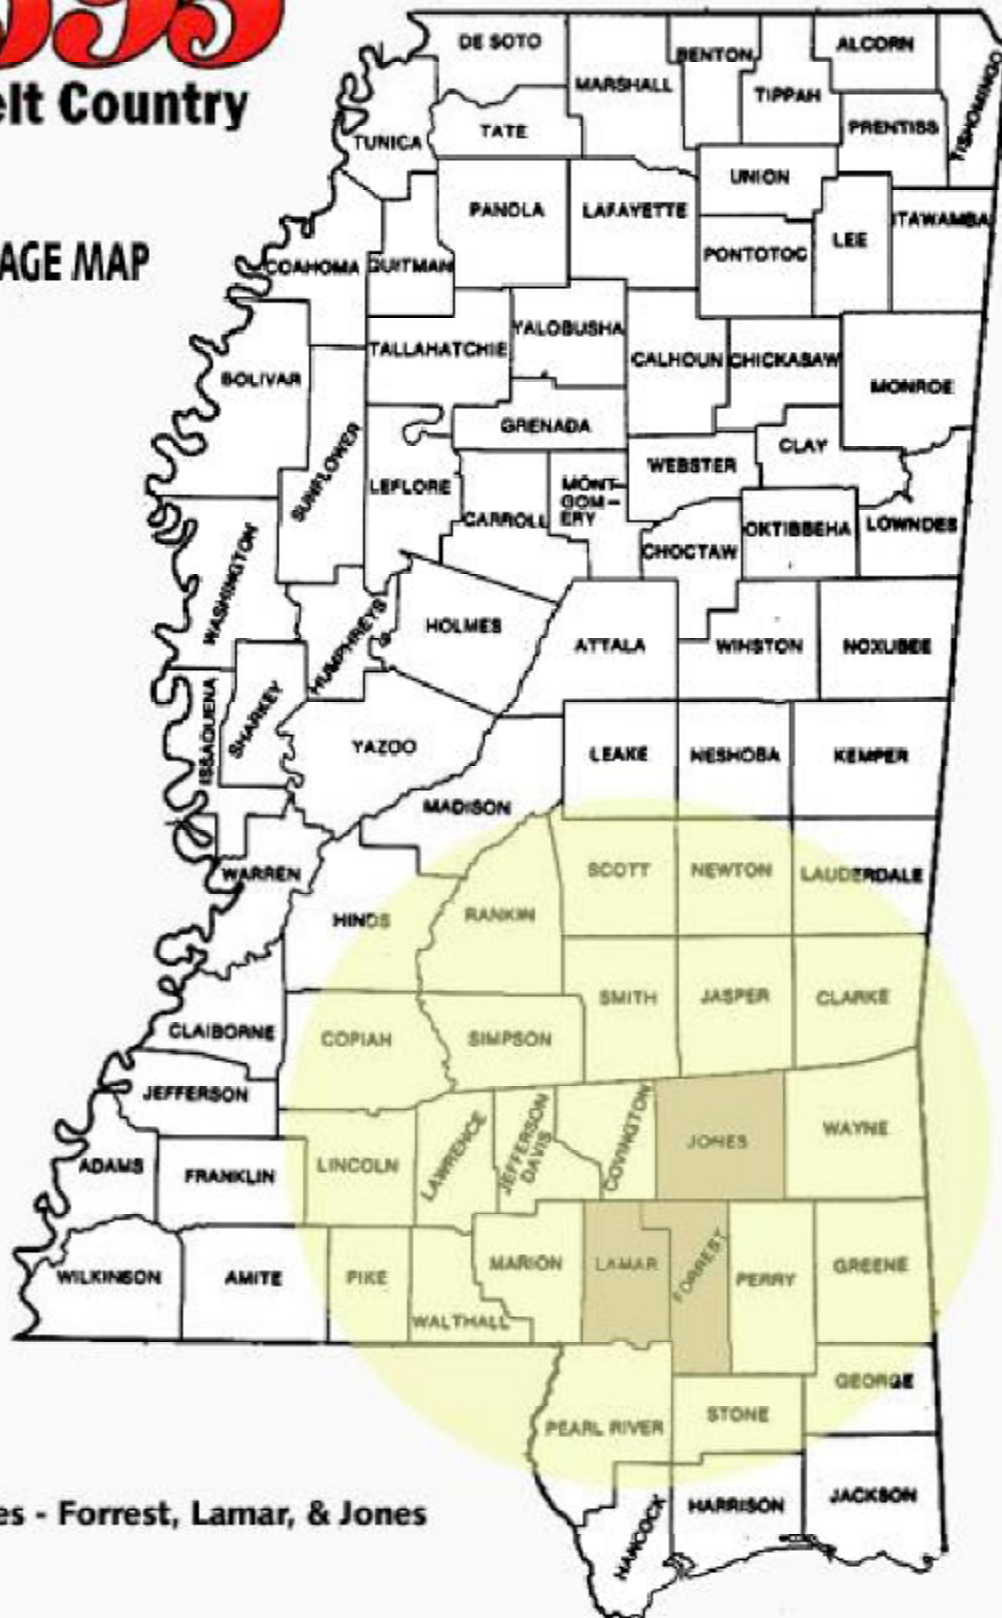 elt Country
AGE MAP
DE SOTO
MARSHALL
BENTON
TIPPAH
ALCORN
TISHOMINGO
PRENTISS
TUNICA
TATE
UNION
PANOLA
LAFAYETTE
PONTOTOC
LEE
ITAWAMBA
COAHOMA
QUITMAN
TALLAHATCHIE
YALOBUSHA
CALHOUN
CHICKASAW
MONROE
BOLIVAR
SUNFLOWER
GRENADA
CLAY
WEBSTER
LEFLORE
CARROLL
MONT-
GOM-
ERY
CHOCTAW
OKTIBBEHA
LOWNDES
WASHINGTON
HUMPHREYS
HOLMES
ATTALA
WINSTON
NOXUBEE
ISSAQUENA
SHARKEY
YAZOO
LEAKE
NESHOBA
KEMPER
MADISON
WARREN
HINDS
RANKIN
SCOTT
NEWTON
LAUDERDALE
SMITH
JASPER
CLARKE
CLAIBORNE
COPIAH
SIMPSON
JEFFERSON
ADAMS
FRANKLIN
LINCOLN
LAWRENCE
JEFFERSON
DAVIS
COVINGTON
JONES
WAYNE
WILKINSON
AMITE
PIKE
WALTHALL
MARION
LAMAR
FORREST
PERRY
GREENE
PEARL RIVER
STONE
GEORGE
HANCOCK
HARRISON
JACKSON
es - Forrest, Lamar, & Jones